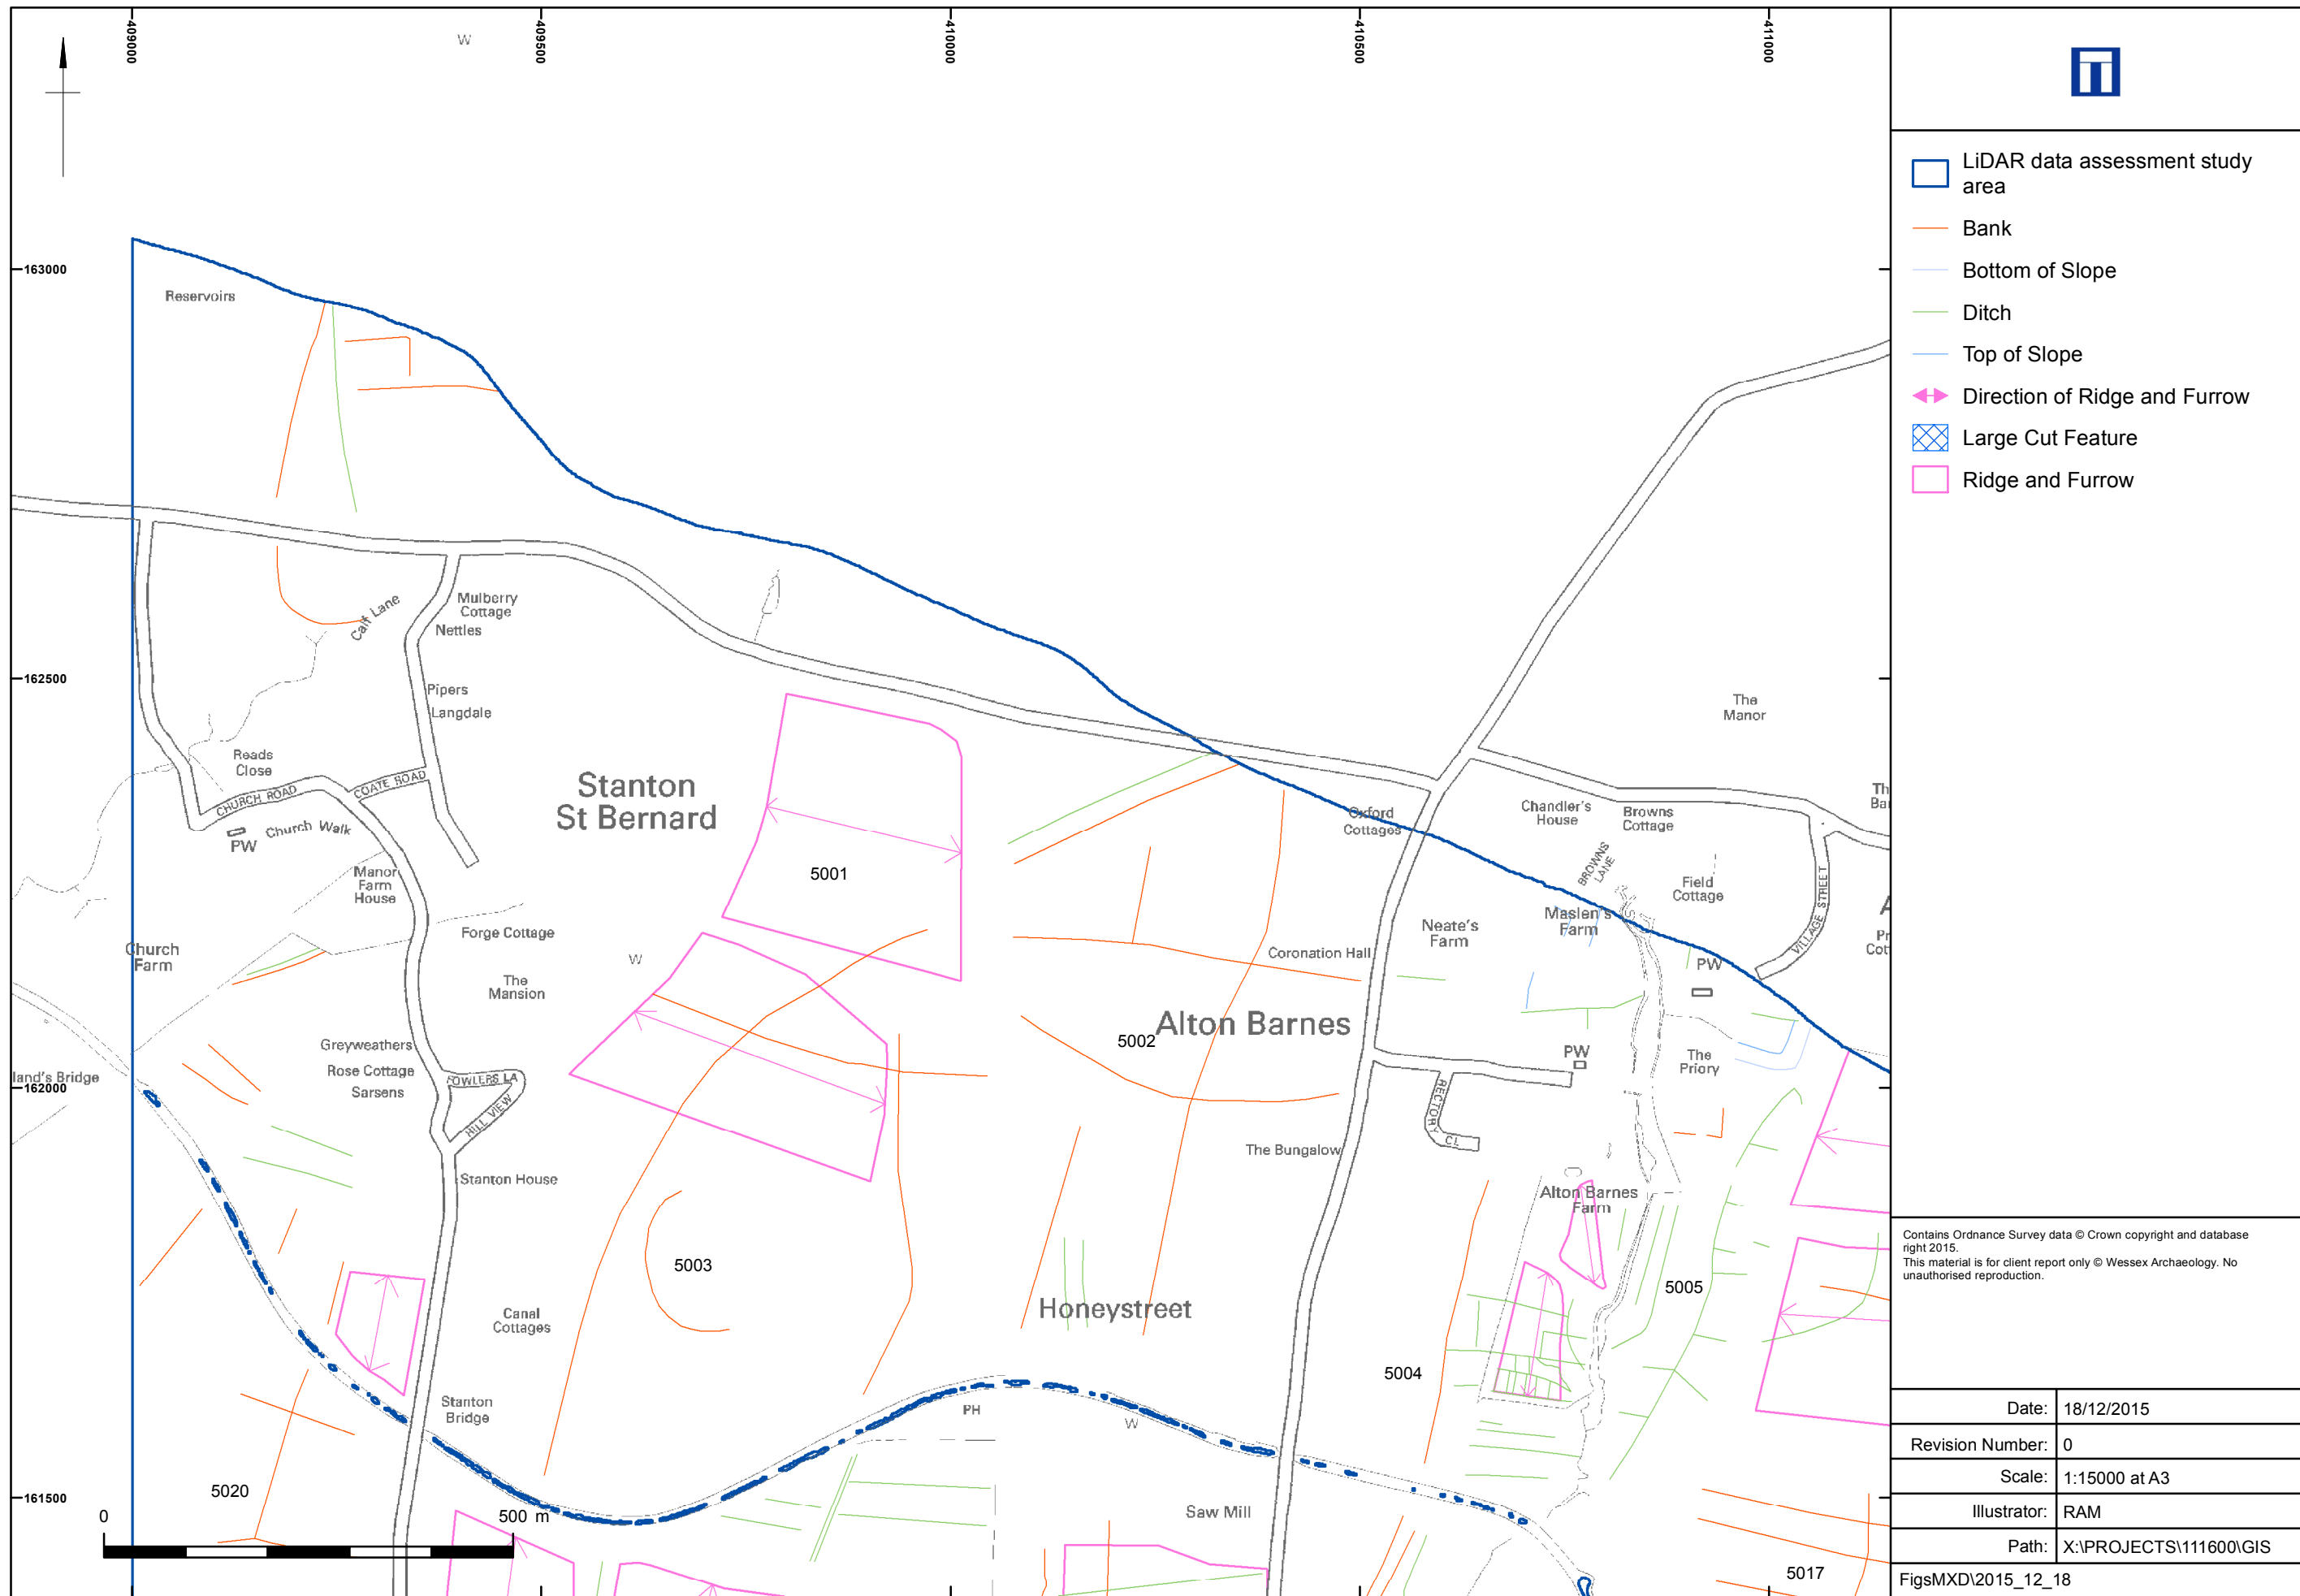 409000
409500
410000
410500
411000
W
163000
162500
162000
161500
Reservoirs
Calf Lane
Mulberry
Cottage
Nettles
Pipers
Langdale
Reads
Close
CHURCH ROAD
COATE ROAD
Church Walk
PW
Manor
Farm
House
Stanton
St Bernard
5001
Forge Cottage
Church
Farm
The
Mansion
W
Greyweathers
Rose Cottage
Sarsens
FOWLERS LA
HILL VIEW
land's Bridge
Stanton House
5003
Canal
Cottages
Stanton
Bridge
5020
0
500 m
The
Manor
Oxford
Cottages
Chandler's
House
Browns
Cottage
BROWNS
LANE
Field
Cottage
VILLAGE STREET
Th
Bar
A
Pr
Cott
Maslen's
Farm
Neate's
Farm
Coronation Hall
PW
Alton Barnes
5002
PW
The
Priory
RECTORY
CL
The Bungalow
Alton Barnes
Farm
5005
Honeystreet
5004
PH
W
Saw Mill
5017
LiDAR data assessment study
area
Bank
Bottom of Slope
Ditch
Top of Slope
Direction of Ridge and Furrow
Large Cut Feature
Ridge and Furrow
Contains Ordnance Survey data © Crown copyright and database
right 2015.
This material is for client report only © Wessex Archaeology. No
unauthorised reproduction.
Date: 18/12/2015
Revision Number: 0
Scale: 1:15000 at A3
Illustrator: RAM
Path: X:\PROJECTS\111600\GIS
FigsMXD\2015_12_18